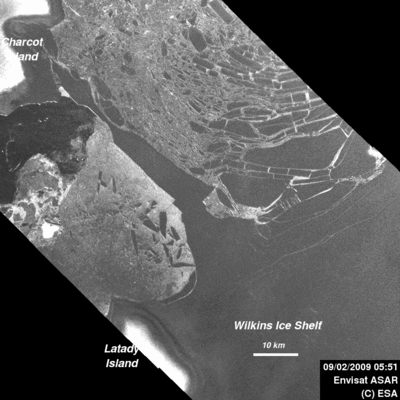 Charcot
Island
Wilkins Ice Shelf
10 km
Latady
Island
09/02/2009 05:51
Envisat ASAR
(C) ESA